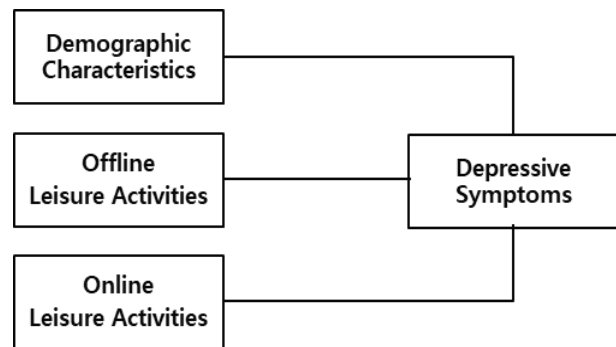 Demographic
Characteristics
Offline
Leisure Activities
Depressive
Symptoms
Online
Leisure Activities